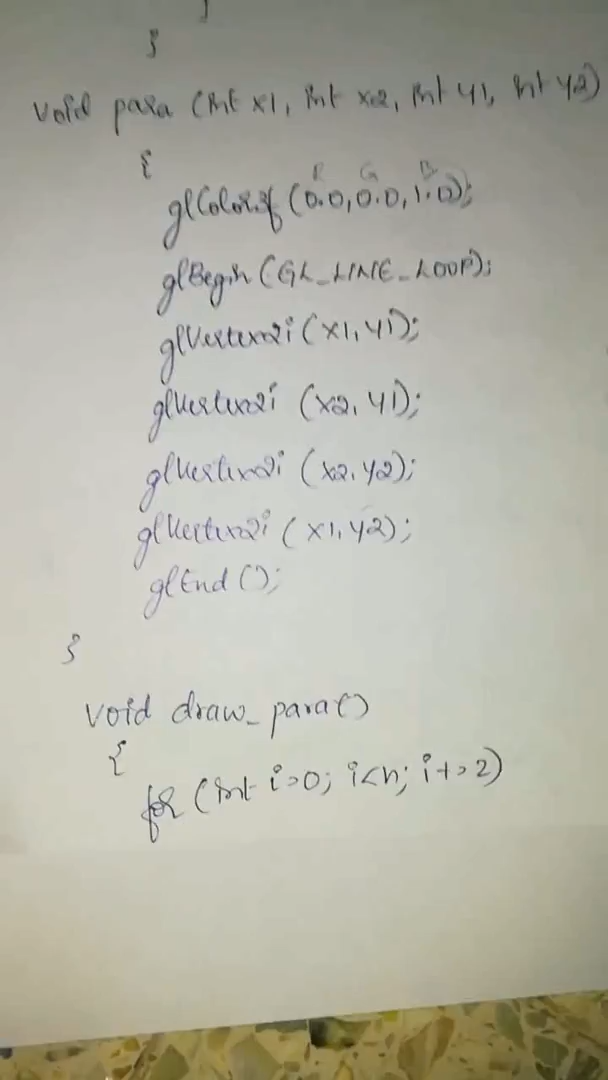 }
}
void para (int x1, int x2, int y1, int y2)
{
R G B
glColor3f (0.0, 0.0, 1.0);
glBegin (GL_LINE_LOOP);
glVertex2i (x1, y1);
glVertex2i (x2, y1);
glVertex2i (x2, y2);
glVertex2i (x1, y2);
glEnd ();
}
void draw_para()
{
for (int i=0; i<n; i+=2)